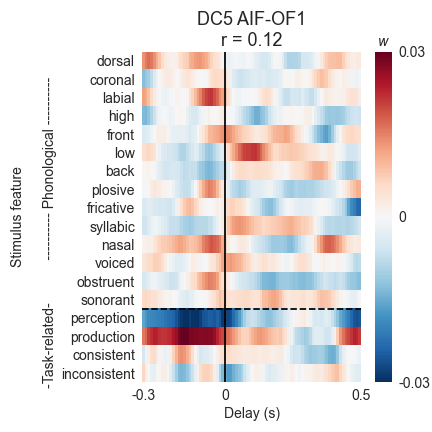 DC5 AIF-OF1
r = 0.12
w
dorsal
coronal
labial
high
front
low
back
plosive
fricative
syllabic
nasal
voiced
obstruent
sonorant
perception
production
consistent
inconsistent
Stimulus feature
-Task-related-
---------- Phonological ----------
-0.3
0
0.5
Delay (s)
0.03
0
-0.03